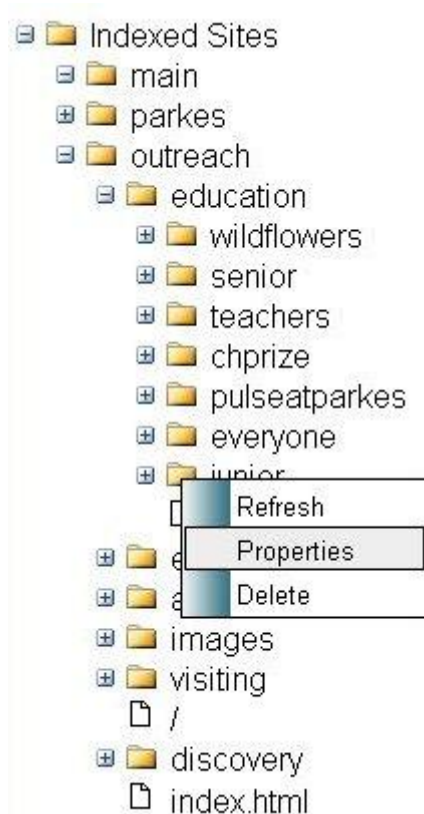 Indexed Sites
main
parkes
outreach
education
wildflowers
senior
teachers
chprize
pulseatparkes
everyone
junior
Refresh
Properties
Delete
images
visiting
/
discovery
index.html